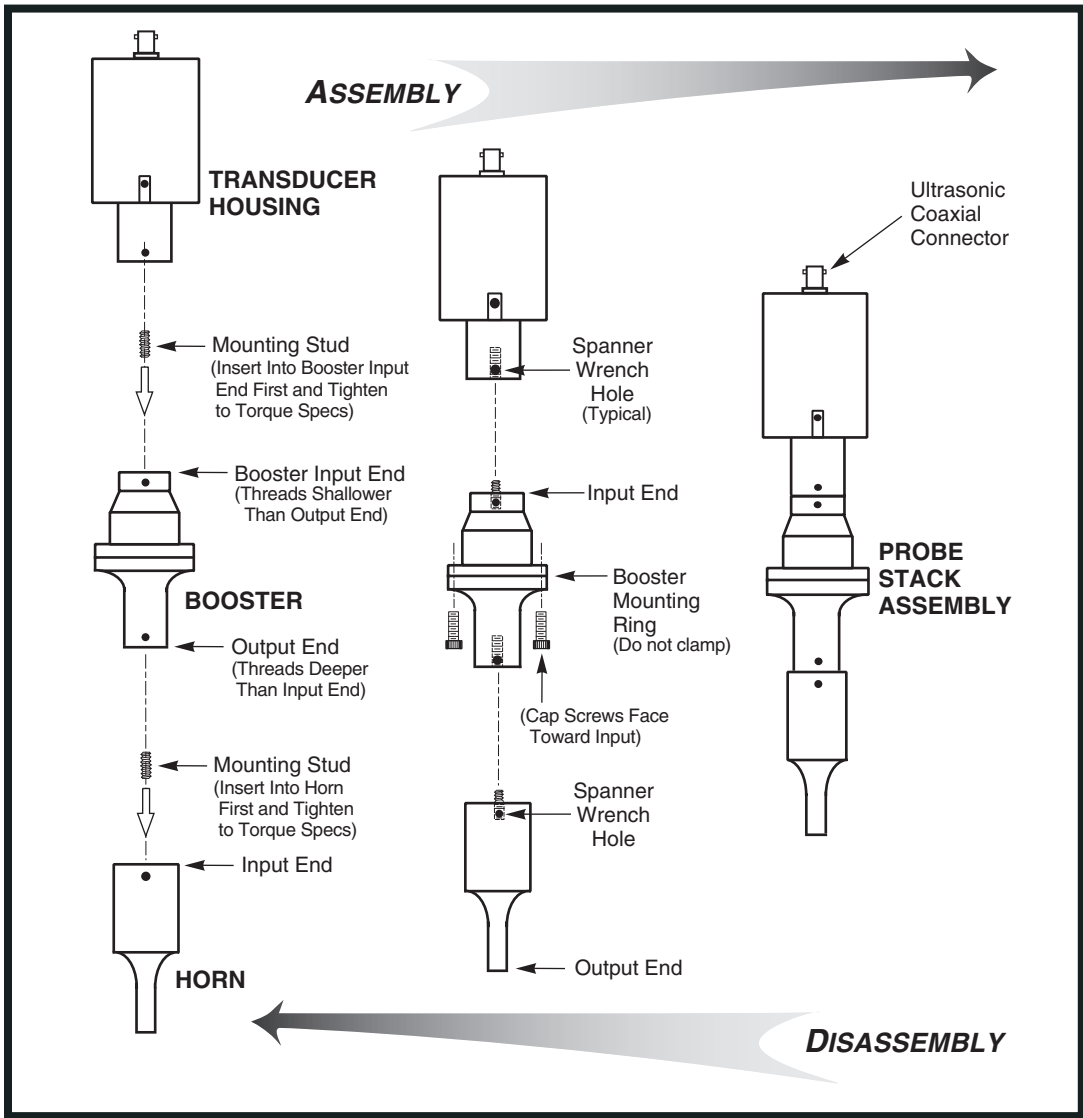 ASSEMBLY
TRANSDUCER
HOUSING
Mounting Stud
(Insert Into Booster Input
End First and Tighten
to Torque Specs)
Booster Input End
(Threads Shallower
Than Output End)
BOOSTER
Output End
(Threads Deeper
Than Input End)
Mounting Stud
(Insert Into Horn
First and Tighten
to Torque Specs)
Input End
HORN
Spanner
Wrench
Hole
(Typical)
Input End
Booster
Mounting
Ring
(Do not clamp)
(Cap Screws Face
Toward Input)
Spanner
Wrench
Hole
Output End
Ultrasonic
Coaxial
Connector
PROBE
STACK
ASSEMBLY
DISASSEMBLY